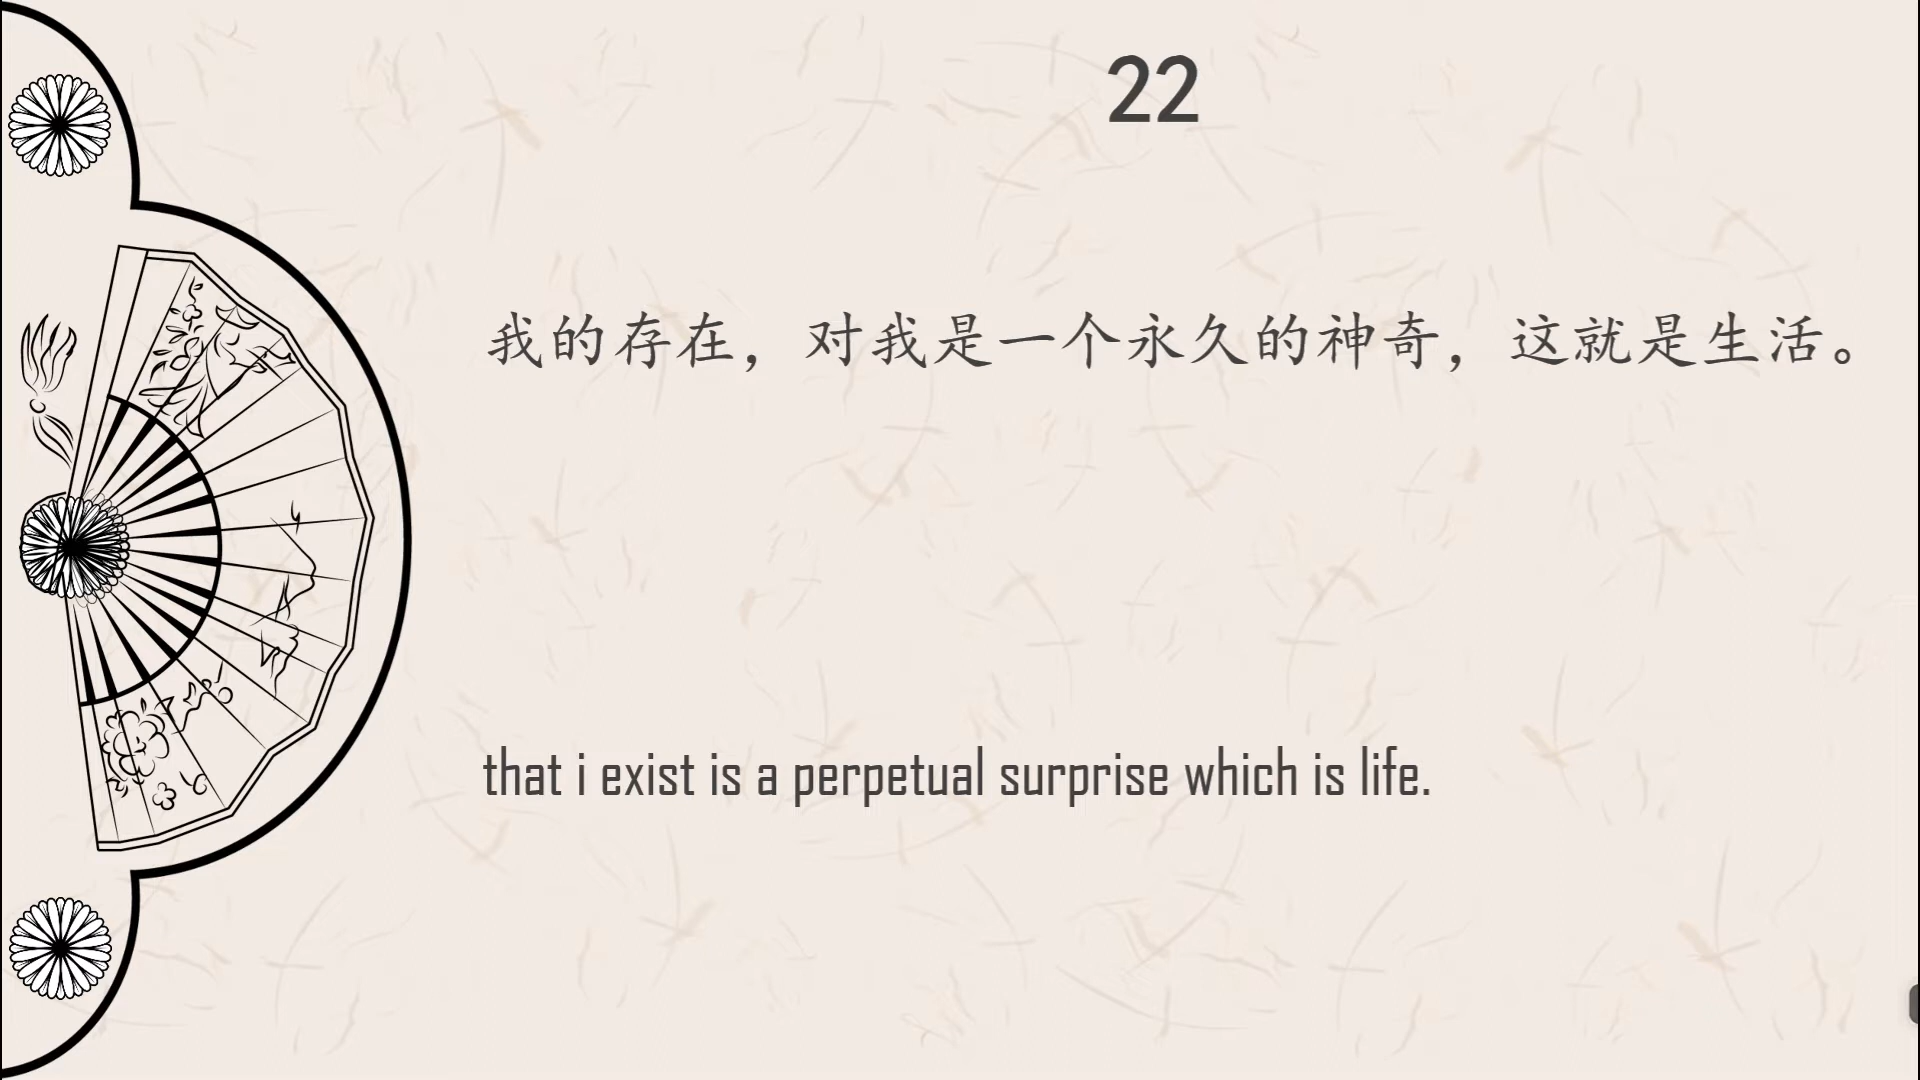 22
我的存在，对我是一个永久的神奇，这就是生活。
that i exist is a perpetual surprise which is life.